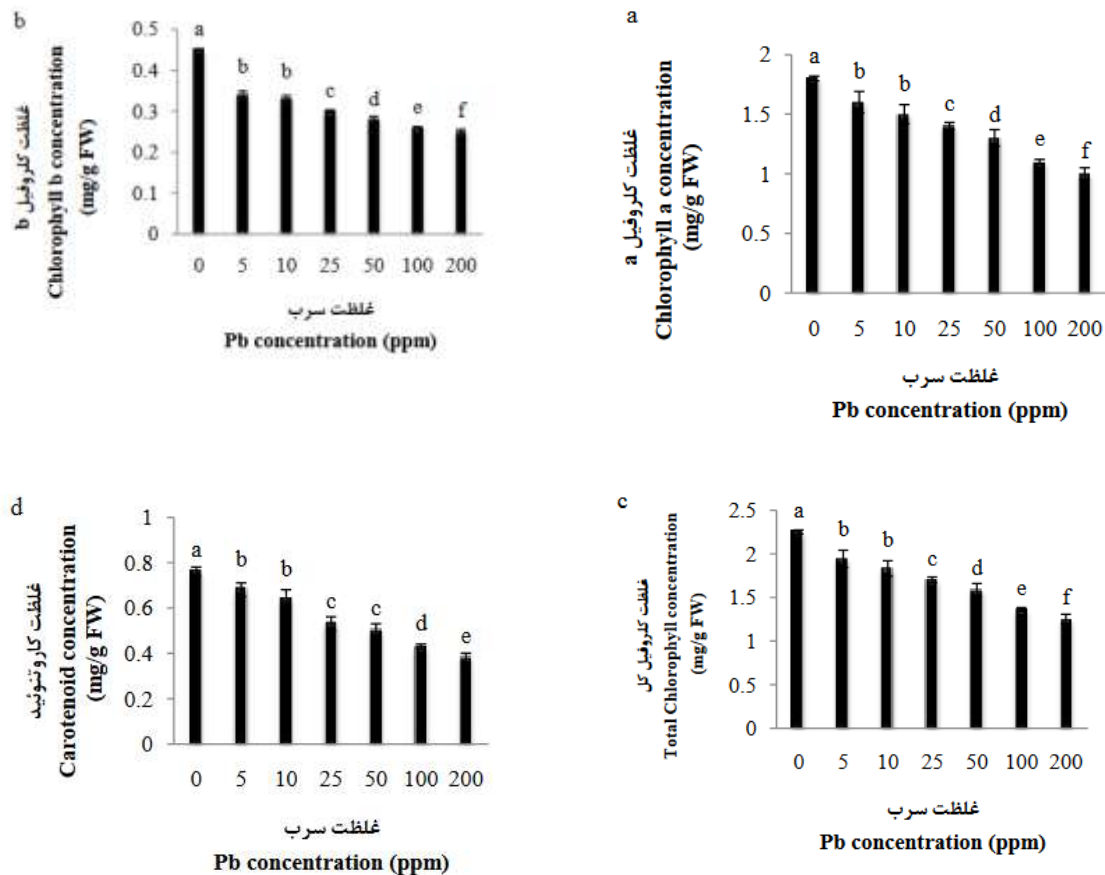 b
0.5
0.4
0.3
0.2
0.1
0
a b b c d e f
0 5 10 25 50 100 200
غلظت کلروفیل b
Chlorophyll b concentration
(mg/g FW)
غلظت سرب
Pb concentration (ppm)
a
2
1.5
1
0.5
0
a b b c d e f
0 5 10 25 50 100 200
غلظت کلروفیل a
Chlorophyll a concentration
(mg/g FW)
غلظت سرب
Pb concentration (ppm)
d
1
0.8
0.6
0.4
0.2
0
a b b c c d e
0 5 10 25 50 100 200
غلظت کاروتنوئید
Carotenoid concentration
(mg/g FW)
غلظت سرب
Pb concentration (ppm)
c
2.5
2
1.5
1
0.5
0
a b b c d e f
0 5 10 25 50 100 200
غلظت کلروفیل کل
Total Chlorophyll concentration
(mg/g FW)
غلظت سرب
Pb concentration (ppm)